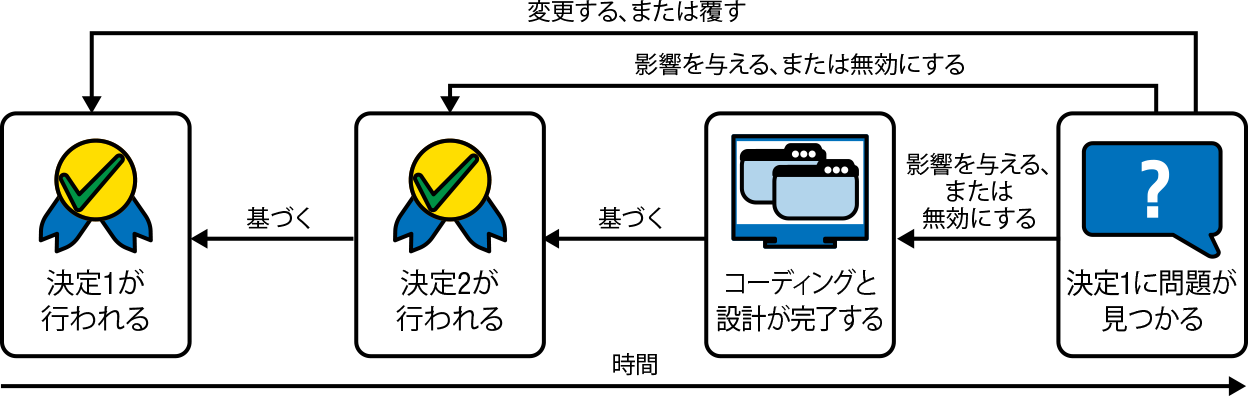 変更する、または覆す
影響を与える、または無効にする
影響を与える、
または
無効にする
基づく
基づく
?
決定1が
行われる
決定2が
行われる
コーディングと
設計が完了する
決定1に問題が
見つかる
時間